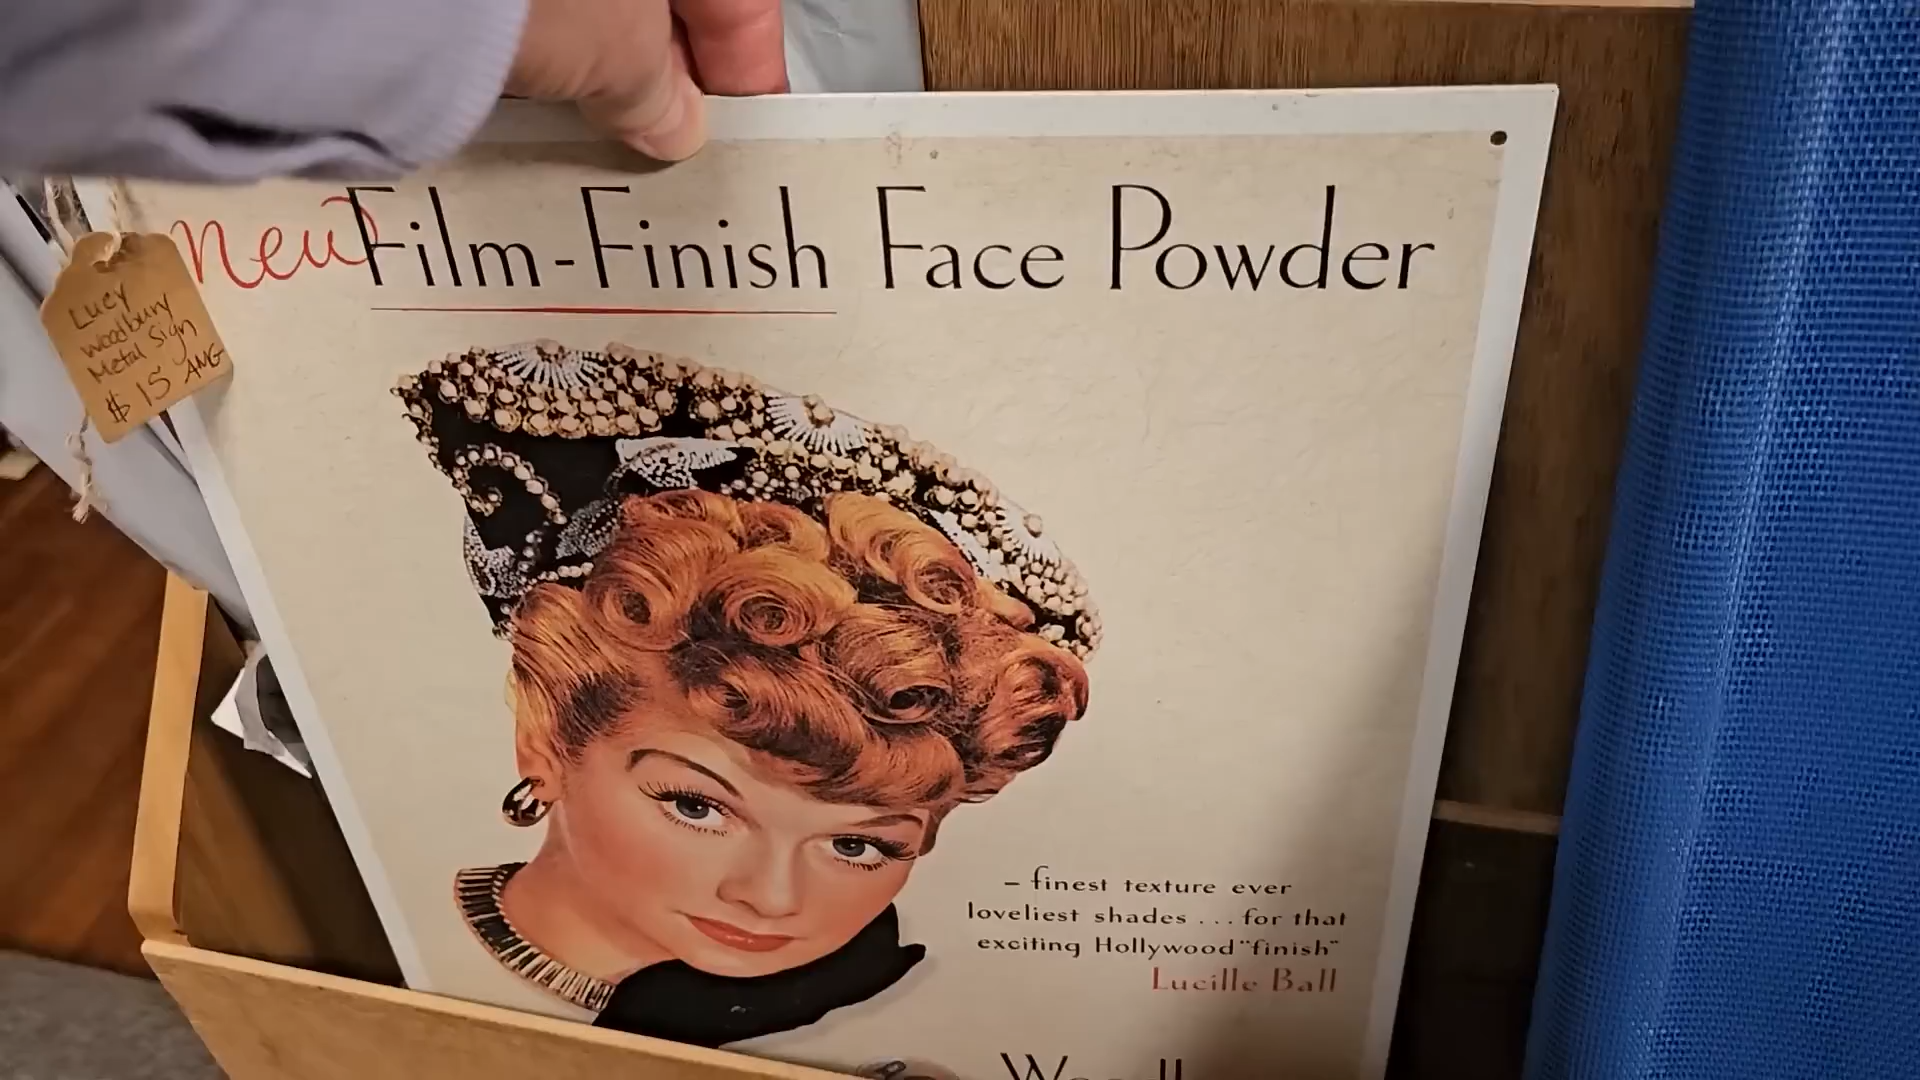 new Film-Finish Face Powder
Lucy
Woodbury
Metal Sign
$15 AMG
– finest texture ever
loveliest shades ... for that
exciting Hollywood "finish"
Lucille Ball